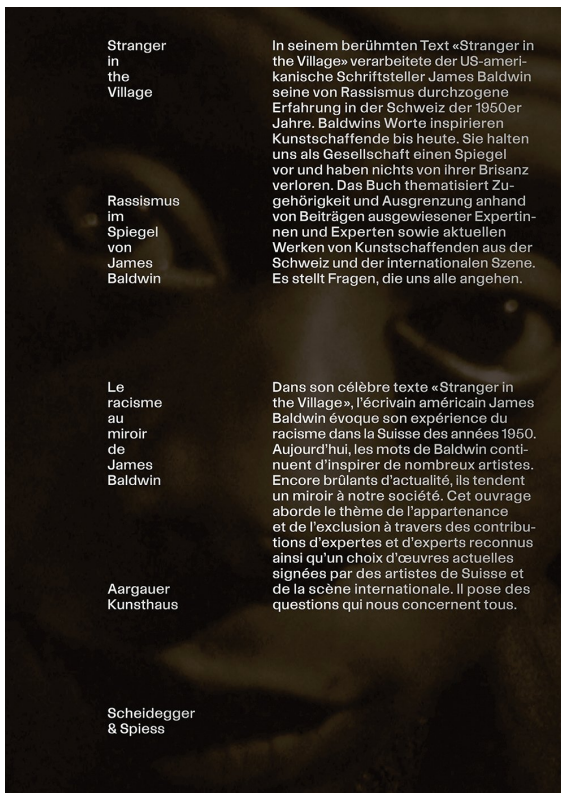 Stranger
in
the
Village
In seinem berühmten Text «Stranger in
the Village» verarbeitete der US-ameri-
kanische Schriftsteller James Baldwin
seine von Rassismus durchzogene
Erfahrung in der Schweiz der 1950er
Jahre. Baldwins Worte inspirieren
Kunstschaffende bis heute. Sie halten
uns als Gesellschaft einen Spiegel
vor und haben nichts von ihrer Brisanz
verloren. Das Buch thematisiert Zu-
gehörigkeit und Ausgrenzung anhand
von Beiträgen ausgewiesener Expertin-
nen und Experten sowie aktuellen
Werken von Kunstschaffenden aus der
Schweiz und der internationalen Szene.
Es stellt Fragen, die uns alle angehen.
Rassismus
im
Spiegel
von
James
Baldwin
Le
racisme
au
miroir
de
James
Baldwin
Dans son célèbre texte «Stranger in
the Village», l’écrivain américain James
Baldwin évoque son expérience du
racisme dans la Suisse des années 1950.
Aujourd’hui, les mots de Baldwin conti-
nuent d’inspirer de nombreux artistes.
Encore brûlants d’actualité, ils tendent
un miroir à notre société. Cet ouvrage
aborde le thème de l’appartenance
et de l’exclusion à travers des contribu-
tions d’expertes et d’experts reconnus
ainsi qu’un choix d’œuvres actuelles
signées par des artistes de Suisse et
de la scène internationale. Il pose des
questions qui nous concernent tous.
Aargauer
Kunsthaus
Scheidegger
& Spiess